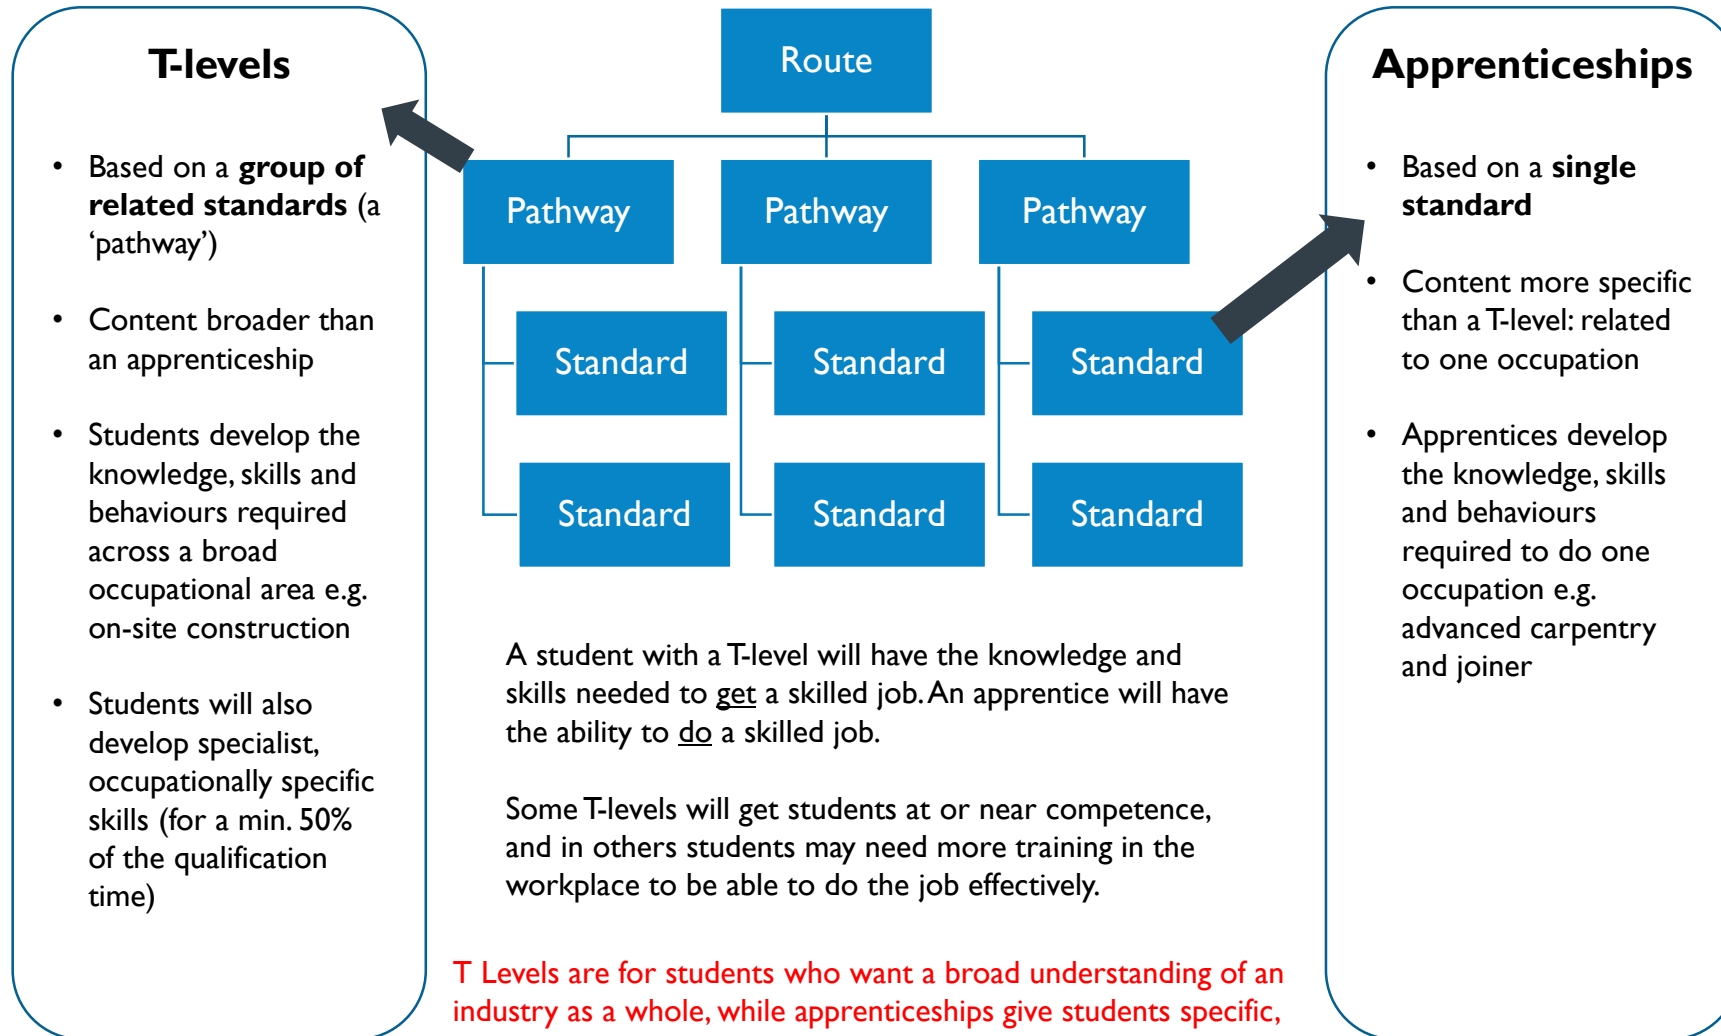 T-levels
• Based on a group of
related standards (a
‘pathway’)
• Content broader than
an apprenticeship
• Students develop the
knowledge, skills and
behaviours required
across a broad
occupational area e.g.
on-site construction
• Students will also
develop specialist,
occupationally specific
skills (for a min. 50%
of the qualification
time)
Route
Pathway
Pathway
Pathway
Standard
Standard
Standard
Standard
Standard
Standard
A student with a T-level will have the knowledge and
skills needed to get a skilled job. An apprentice will have
the ability to do a skilled job.
Some T-levels will get students at or near competence,
and in others students may need more training in the
workplace to be able to do the job effectively.
T Levels are for students who want a broad understanding of an
industry as a whole, while apprenticeships give students specific,
Apprenticeships
• Based on a single
standard
• Content more specific
than a T-level: related
to one occupation
• Apprentices develop
the knowledge, skills
and behaviours
required to do one
occupation e.g.
advanced carpentry
and joiner